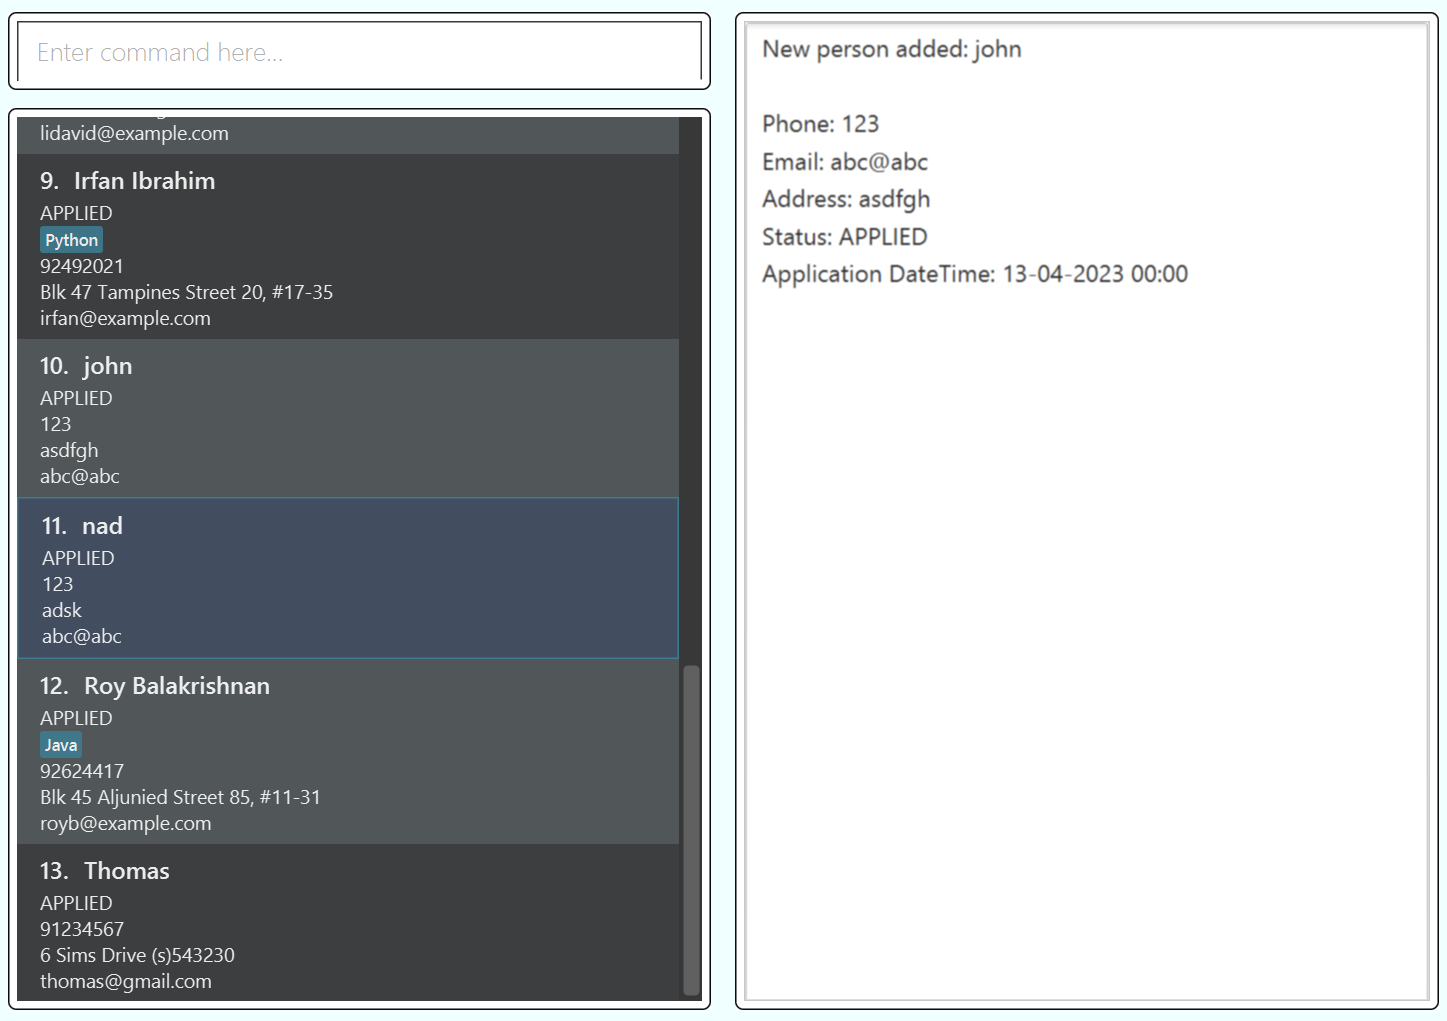 Enter command here...
lidavid@example.com
9. Irfan Ibrahim
APPLIED
Python
92492021
Blk 47 Tampines Street 20, #17-35
irfan@example.com
10. john
APPLIED
123
asdfgh
abc@abc
11. nad
APPLIED
123
adsk
abc@abc
12. Roy Balakrishnan
APPLIED
Java
92624417
Blk 45 Aljunied Street 85, #11-31
royb@example.com
13. Thomas
APPLIED
91234567
6 Sims Drive (s)543230
thomas@gmail.com
New person added: john
Phone: 123
Email: abc@abc
Address: asdfgh
Status: APPLIED
Application DateTime: 13-04-2023 00:00